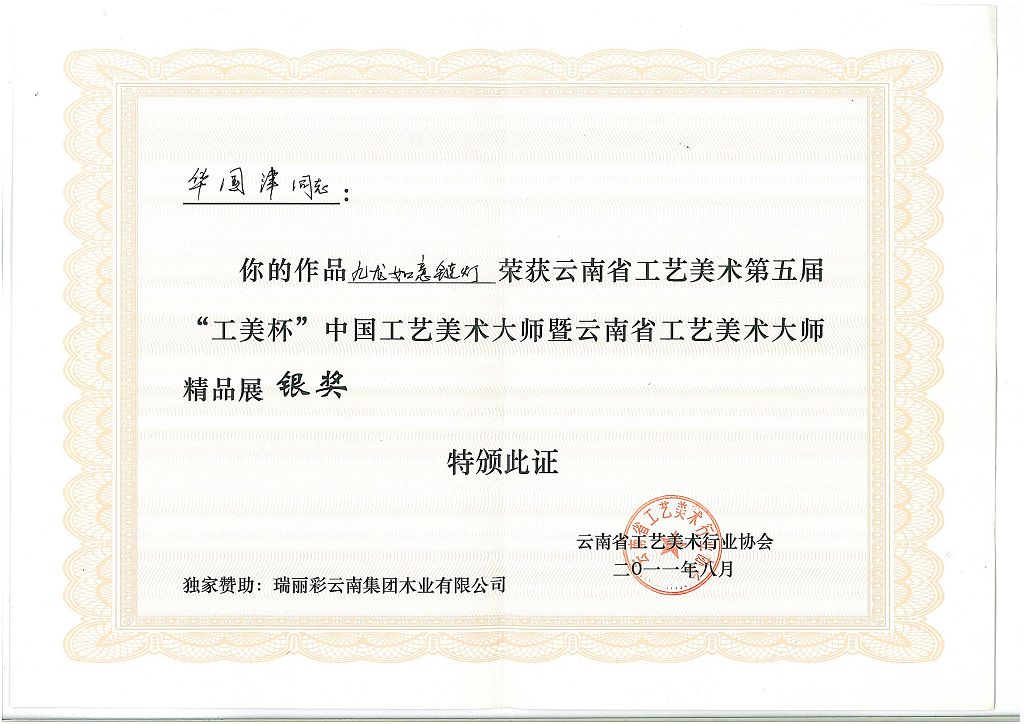 华国津同志：
你的作品九龙如意链灯 荣获云南省工艺美术第五届
“工美杯”中国工艺美术大师暨云南省工艺美术大师
精品展 银奖
特颁此证
云南省工艺美术行业协会
二〇一一年八月
独家赞助：瑞丽彩云南集团木业有限公司
云南省工艺美术行业协会